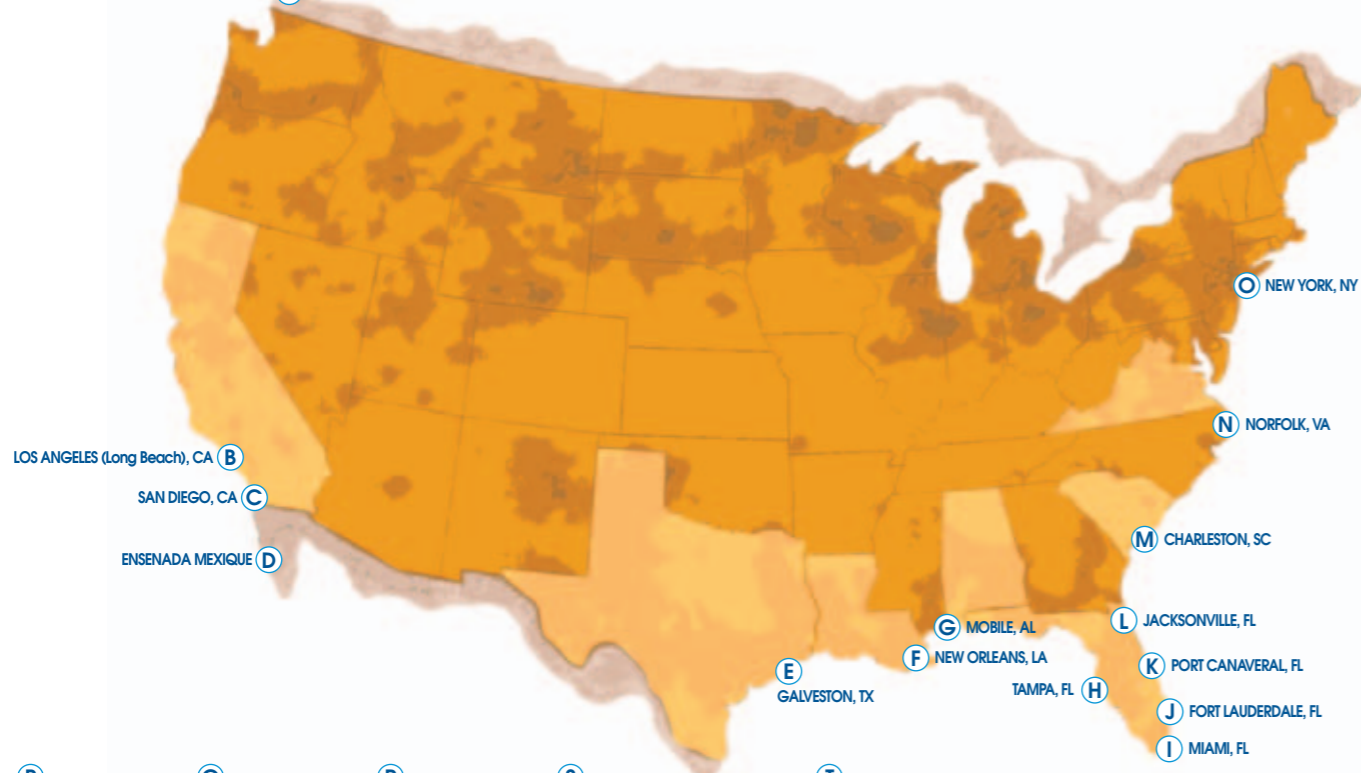 O NEW YORK, NY
N NORFOLK, VA
LOS ANGELES (Long Beach), CA B
SAN DIEGO, CA C
M CHARLESTON, SC
ENSENADA MEXIQUE D
L JACKSONVILLE, FL
G MOBILE, AL
F NEW ORLEANS, LA
K PORT CANAVERAL, FL
E
GALVESTON, TX
TAMPA, FL H
J FORT LAUDERDALE, FL
I MIAMI, FL